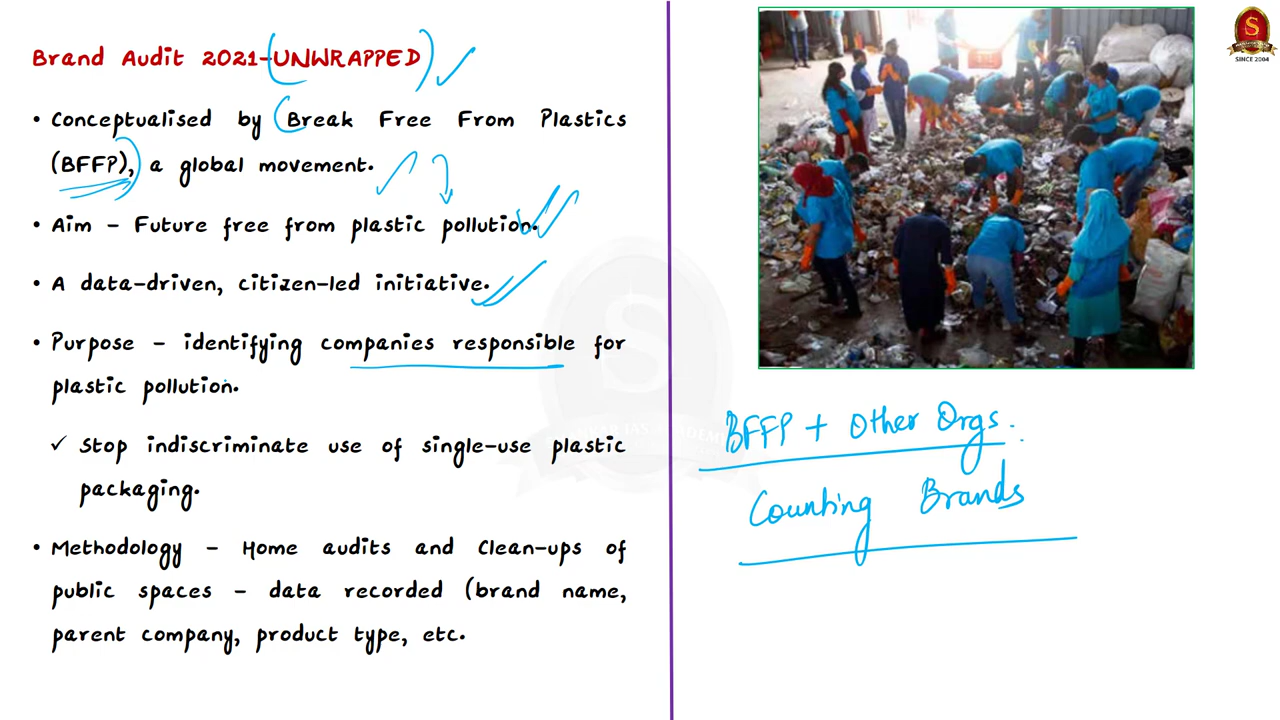 Brand Audit 2021-(UNWRAPPED)
• Conceptualised by Break Free From Plastics
(BFFP), a global movement.
• Aim – Future free from plastic pollution.
• A data-driven, citizen-led initiative.
• Purpose – identifying companies responsible for
plastic pollution.
✓ Stop indiscriminate use of single-use plastic
packaging.
• Methodology – Home audits and Clean-ups of
public spaces – data recorded (brand name,
parent company, product type, etc.
SINCE 2004
BFFP + Other Orgs.
Counting Brands